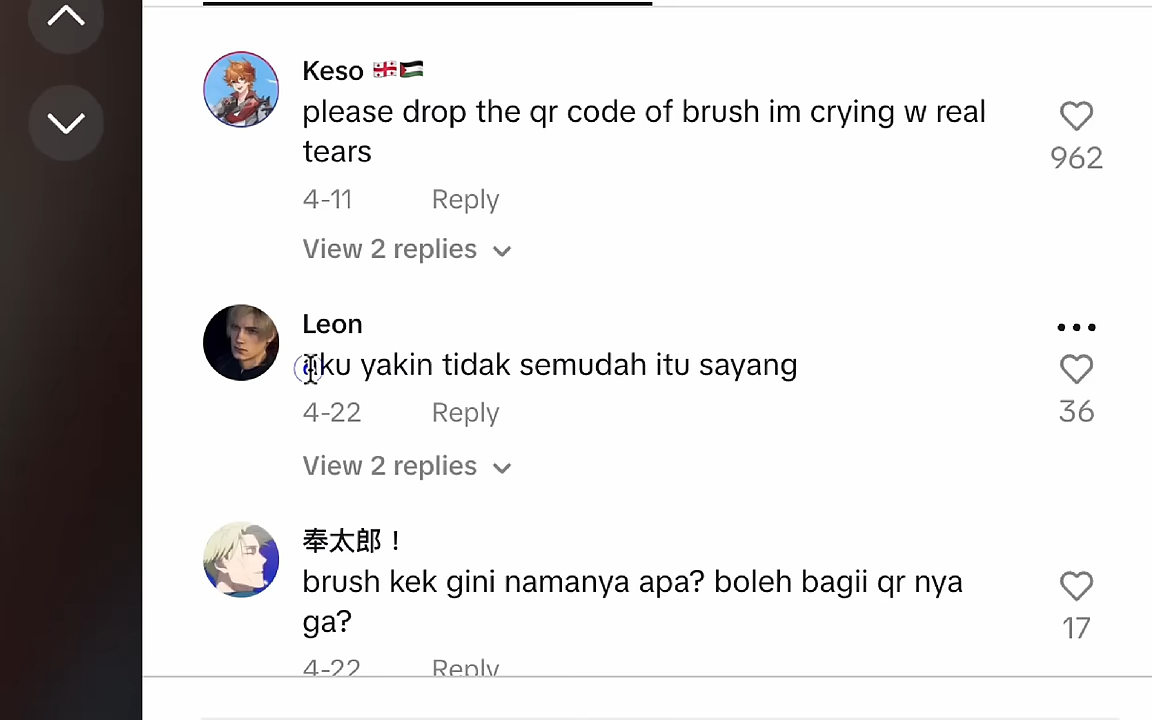 Keso 🇬🇪🇵🇸
please drop the qr code of brush im crying w real
tears
962
4-11 Reply
View 2 replies
Leon
aku yakin tidak semudah itu sayang
36
4-22 Reply
View 2 replies
奉太郎！
brush kek gini namanya apa? boleh bagii qr nya
ga?
17
4-22 Reply